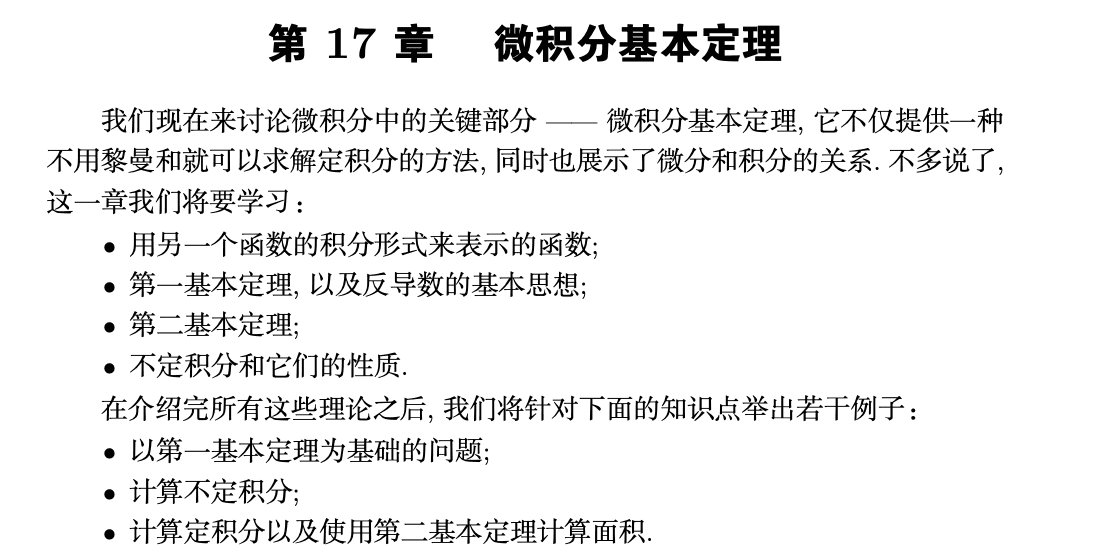 第 17 章 微积分基本定理
我们现在来讨论微积分中的关键部分 —— 微积分基本定理, 它不仅提供一种
不用黎曼和就可以求解定积分的方法, 同时也展示了微分和积分的关系. 不多说了,
这一章我们将要学习:
• 用另一个函数的积分形式来表示的函数;
• 第一基本定理, 以及反导数的基本思想;
• 第二基本定理;
• 不定积分和它们的性质.
在介绍完所有这些理论之后, 我们将针对下面的知识点举出若干例子:
• 以第一基本定理为基础的问题;
• 计算不定积分;
• 计算定积分以及使用第二基本定理计算面积.